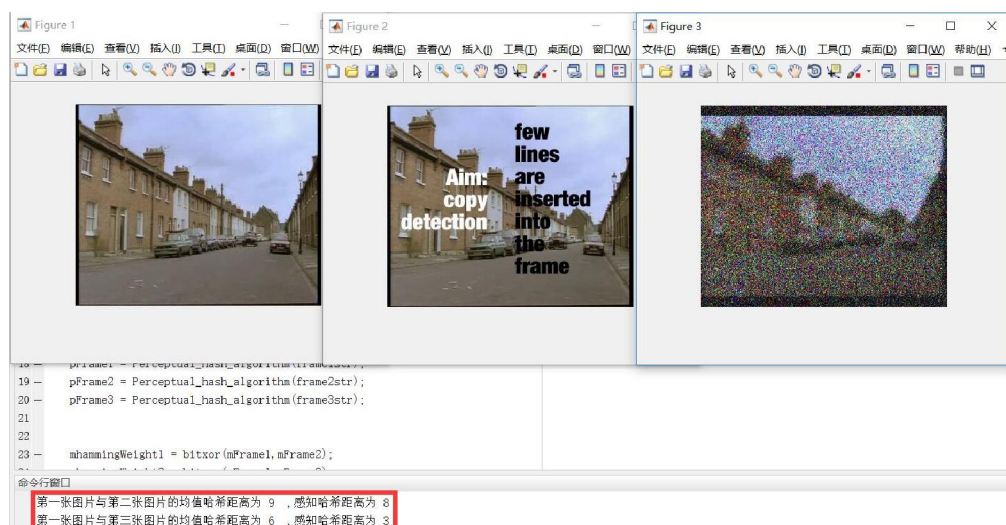 Figure 1
文件(F) 编辑(E) 查看(V) 插入(I) 工具(T) 桌面(D) 窗口(W)
Figure 2
文件(F) 编辑(E) 查看(V) 插入(I) 工具(T) 桌面(D) 窗口(W)
Figure 3
文件(F) 编辑(E) 查看(V) 插入(I) 工具(T) 桌面(D) 窗口(W) 帮助(H)
Aim:
copy
detection
few
lines
are
inserted
into
the
frame
18 — pFrame1 = Perceptual_hash_algorithm(frame1str);
19 — pFrame2 = Perceptual_hash_algorithm(frame2str);
20 — pFrame3 = Perceptual_hash_algorithm(frame3str);
21
22
23 — mhammingWeight1 = bitxor(mFrame1,mFrame2);
命令行窗口
第一张图片与第二张图片的均值哈希距离为 9 ,感知哈希距离为 8
第一张图片与第三张图片的均值哈希距离为 6 ,感知哈希距离为 3